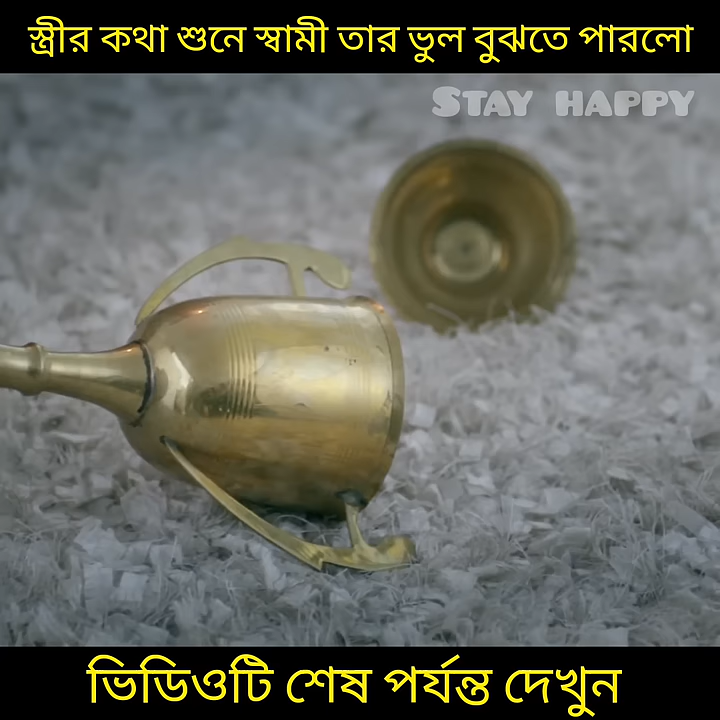 স্ত্রীর কথা শুনে স্বামী তার ভুল বুঝতে পারলো
STAY HAPPY
ভিডিওটি শেষ পর্যন্ত দেখুন